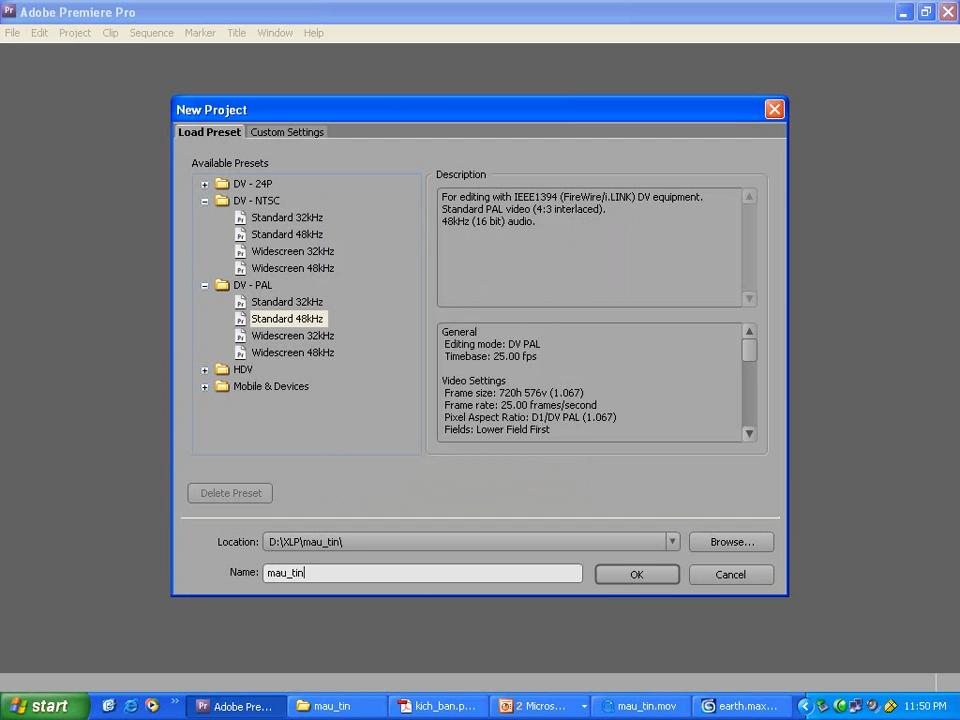 Adobe Premiere Pro
File Edit Project Clip Sequence Marker Title Window Help
New Project
Load Preset Custom Settings
Available Presets
DV - 24P
DV - NTSC
Standard 32kHz
Standard 48kHz
Widescreen 32kHz
Widescreen 48kHz
DV - PAL
Standard 32kHz
Standard 48kHz
Widescreen 32kHz
Widescreen 48kHz
HDV
Mobile & Devices
Description
For editing with IEEE1394 (FireWire/i.LINK) DV equipment.
Standard PAL video (4:3 interlaced).
48kHz (16 bit) audio.
General
Editing mode: DV PAL
Timebase: 25.00 fps
Video Settings
Frame size: 720h 576v (1.067)
Frame rate: 25.00 frames/second
Pixel Aspect Ratio: D1/DV PAL (1.067)
Fields: Lower Field First
Delete Preset
Location: D:\XLP\mau_tin\ Browse...
Name: mau_tin OK Cancel
start Adobe Pre... mau_tin kich_ban.p... 2 Micros... mau_tin.mov earth.max... 11:50 PM